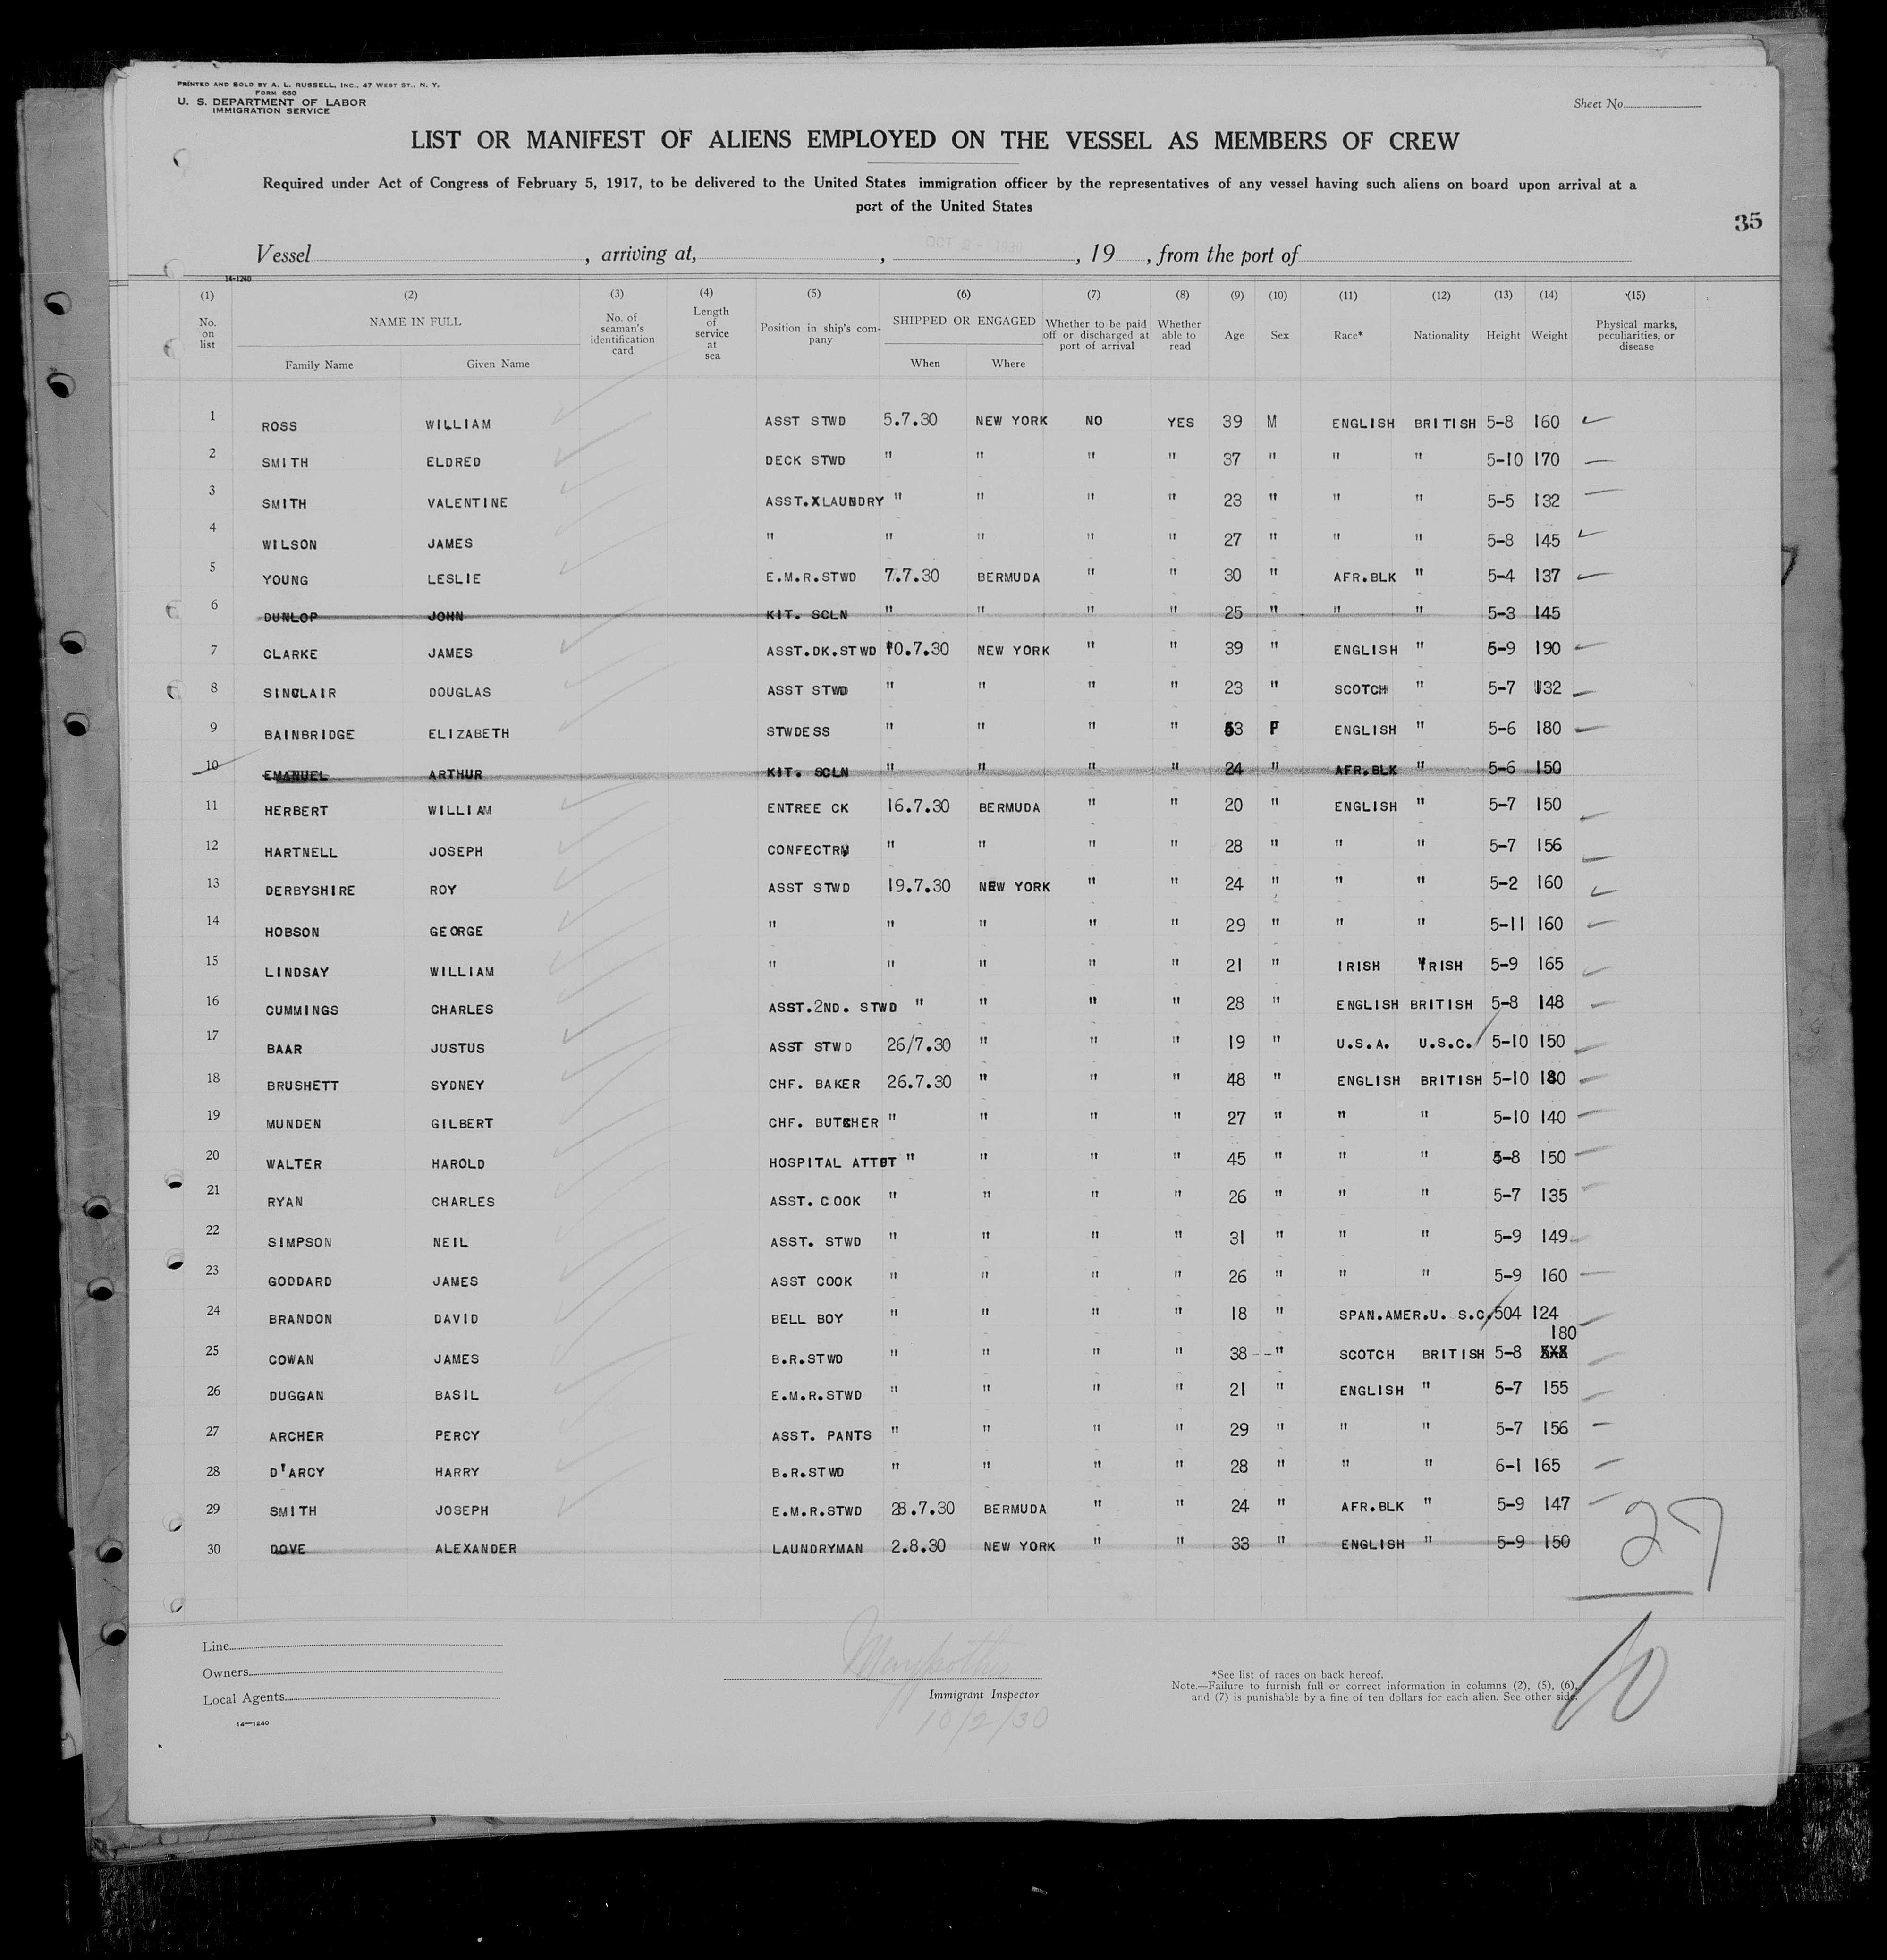 PRINTED AND SOLD BY A. L. RUSSELL, INC., 47 WEST ST., N. Y.
FORM 680
U. S. DEPARTMENT OF LABOR
IMMIGRATION SERVICE
Sheet No.
LIST OR MANIFEST OF ALIENS EMPLOYED ON THE VESSEL AS MEMBERS OF CREW
Required under Act of Congress of February 5, 1917, to be delivered to the United States immigration officer by the representatives of any vessel having such aliens on board upon arrival at a
port of the United States
35
Vessel , arriving at, , , 19 , from the port of
14-1240
(1) (2) (3) (4) (5) (6) (7) (8) (9) (10) (11) (12) (13) (14) (15)
No. on list NAME IN FULL Family Name Given Name No. of seaman's identification card Length of service at sea Position in ship's company SHIPPED OR ENGAGED When Where Whether to be paid off or discharged at port of arrival Whether able to read Age Sex Race* Nationality Height Weight Physical marks, peculiarities, or disease
1 ROSS WILLIAM ASST STWD 5.7.30 NEW YORK NO YES 39 M ENGLISH BRITISH 5-8 160
2 SMITH ELDRED DECK STWD " " " " 37 " " " 5-10 170
3 SMITH VALENTINE ASST.XLAUNDRY " " " " 23 " " " 5-5 132
4 WILSON JAMES " " " " " 27 " " " 5-8 145
5 YOUNG LESLIE E.M.R.STWD 7.7.30 BERMUDA " " 30 " AFR.BLK " 5-4 137
6 DUNLOP JOHN KIT. SCLN " " " " 25 " " " 5-3 145
7 CLARKE JAMES ASST.DK.STWD 10.7.30 NEW YORK " " 39 " ENGLISH " 5-9 190
8 SINCLAIR DOUGLAS ASST STWD " " " " 23 " SCOTCH " 5-7 132
9 BAINBRIDGE ELIZABETH STWDESS " " " " 53 F ENGLISH " 5-6 180
10 EMANUEL ARTHUR KIT. SCLN " " " " 24 " AFR.BLK " 5-6 150
11 HERBERT WILLIAM ENTREE CK 16.7.30 BERMUDA " " 20 " ENGLISH " 5-7 150
12 HARTNELL JOSEPH CONFECTRY " " " " 28 " " " 5-7 156
13 DERBYSHIRE ROY ASST STWD 19.7.30 NEW YORK " " 24 " " " 5-2 160
14 HOBSON GEORGE " " " " " 29 " " " 5-11 160
15 LINDSAY WILLIAM " " " " " 21 " IRISH IRISH 5-9 165
16 CUMMINGS CHARLES ASST.2ND. STWD " " " " 28 " ENGLISH BRITISH 5-8 148
17 BAAR JUSTUS ASST STWD 26/7.30 " " " 19 " U.S.A. U.S.C. 5-10 150
18 BRUSHETT SYDNEY CHF. BAKER 26.7.30 " " " 48 " ENGLISH BRITISH 5-10 180
19 MUNDEN GILBERT CHF. BUTCHER " " " " 27 " " " 5-10 140
20 WALTER HAROLD HOSPITAL ATTDT " " " " 45 " " " 5-8 150
21 RYAN CHARLES ASST. COOK " " " " 26 " " " 5-7 135
22 SIMPSON NEIL ASST. STWD " " " " 31 " " " 5-9 149
23 GODDARD JAMES ASST COOK " " " " 26 " " " 5-9 160
24 BRANDON DAVID BELL BOY " " " " 18 " SPAN.AMER.U. S.C. 504 124
180
25 COWAN JAMES B.R.STWD " " " " 38 --" SCOTCH BRITISH 5-8 XXX
26 DUGGAN BASIL E.M.R.STWD " " " " 21 " ENGLISH " 5-7 155
27 ARCHER PERCY ASST. PANTS " " " " 29 " " " 5-7 156
28 D'ARCY HARRY B.R.STWD " " " " 28 " " " 6-1 165
29 SMITH JOSEPH E.M.R.STWD 28.7.30 BERMUDA " " 24 " AFR.BLK " 5-9 147
30 DOVE ALEXANDER LAUNDRYMAN 2.8.30 NEW YORK " " 33 " ENGLISH " 5-9 150
27
10
Line
Owners
Local Agents
14—1240
Immigrant Inspector
10/2/30
*See list of races on back hereof.
Note.—Failure to furnish full or correct information in columns (2), (5), (6),
and (7) is punishable by a fine of ten dollars for each alien. See other side.